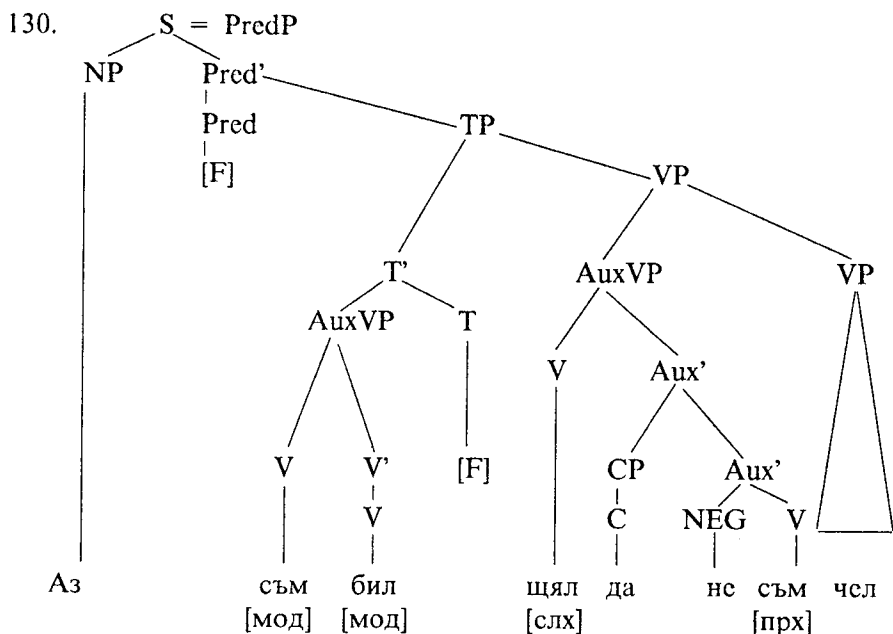 130. S = PredP
NP Pred'
Pred TP
[F] VP
T' AuxVP VP
AuxVP T
V Aux'
V V' [F] CP Aux'
V C NEG V
Аз съм бил щял да не съм чел
[мод] [мод] [слх] [прх]